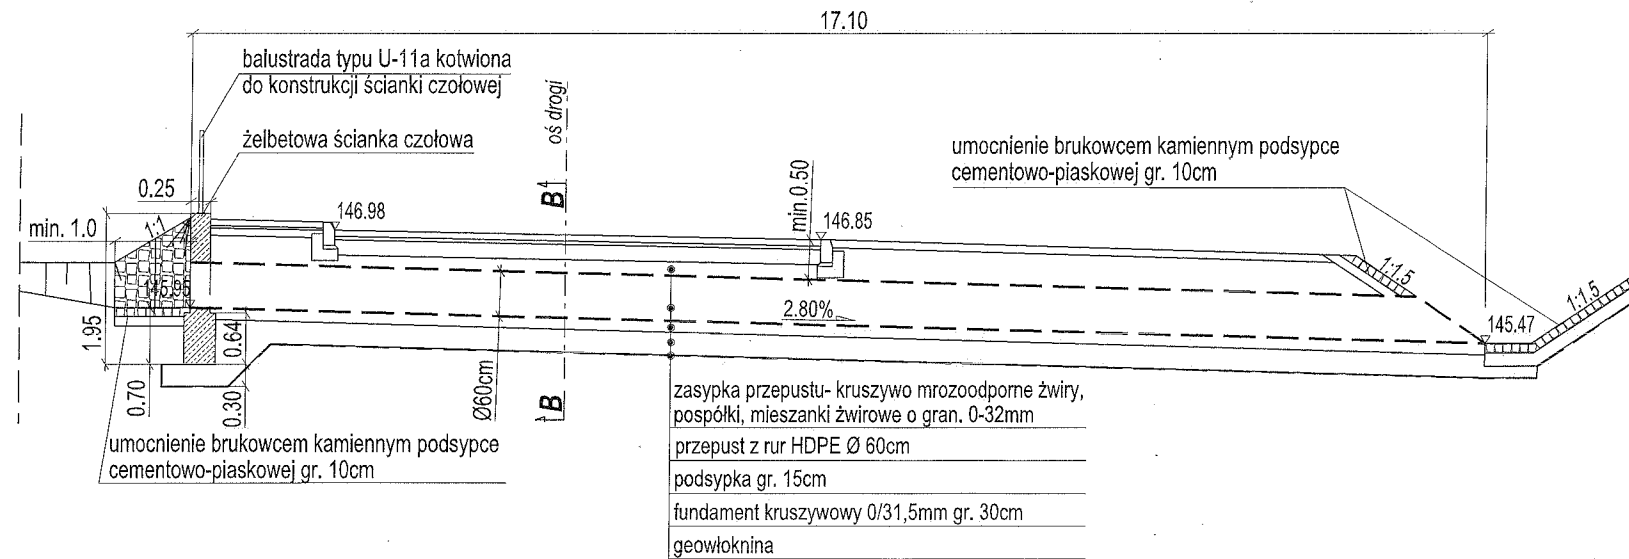 17.10
balustrada typu U-11a kotwiona
do konstrukcji ścianki czołowej
oś drogi
żelbetowa ścianka czołowa
umocnienie brukowcem kamiennym podsypce
cementowo-piaskowej gr. 10cm
0.25
B
min.0.50
146.98
146.85
min. 1.0
1:1
1:1.5
1:1.5
145.95
2.80%
145.47
1.95
0.64
0.70
0.30
Ø60cm
B
zasypka przepustu- kruszywo mrozoodporne żwiry,
pospółki, mieszanki żwirowe o gran. 0-32mm
przepust z rur HDPE Ø 60cm
podsypka gr. 15cm
fundament kruszywowy 0/31,5mm gr. 30cm
geowłoknina
umocnienie brukowcem kamiennym podsypce
cementowo-piaskowej gr. 10cm